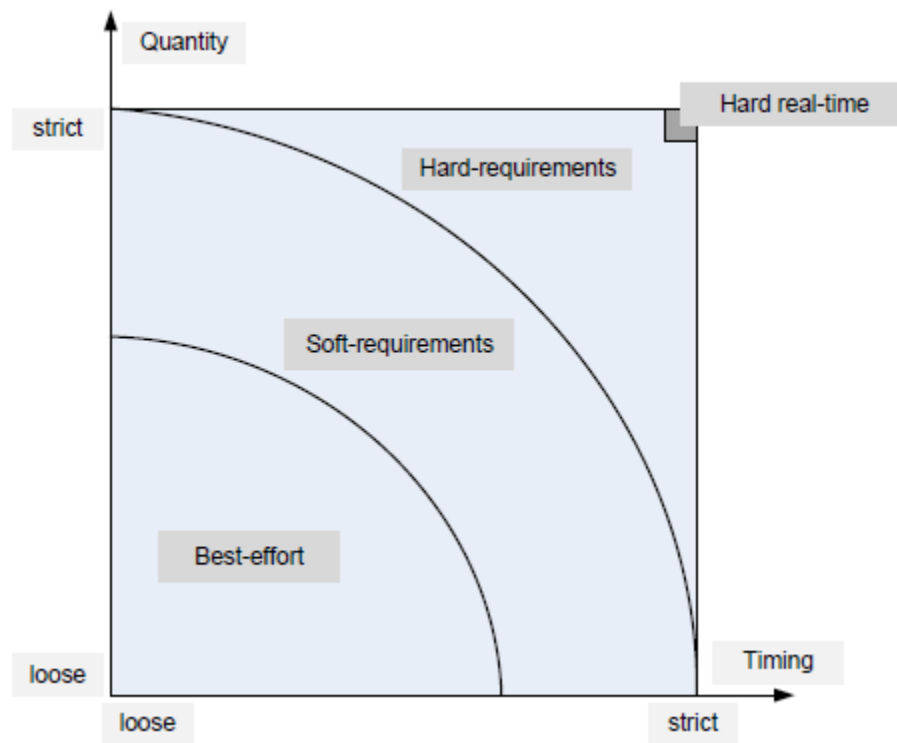 Quantity
Hard real-time
strict
Hard-requirements
Soft-requirements
Best-effort
Timing
loose
loose
strict